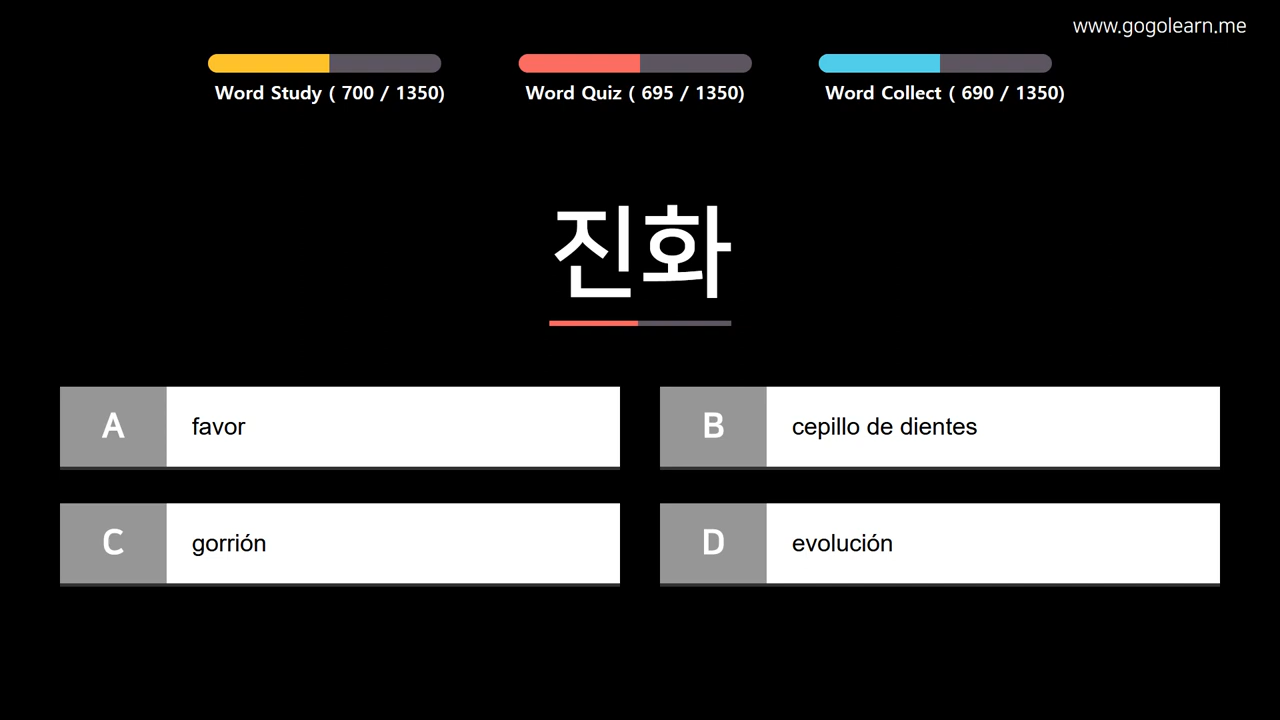 www.gogolearn.me
Word Study ( 700 / 1350)
Word Quiz ( 695 / 1350)
Word Collect ( 690 / 1350)
진화
A favor
B cepillo de dientes
C gorrión
D evolución